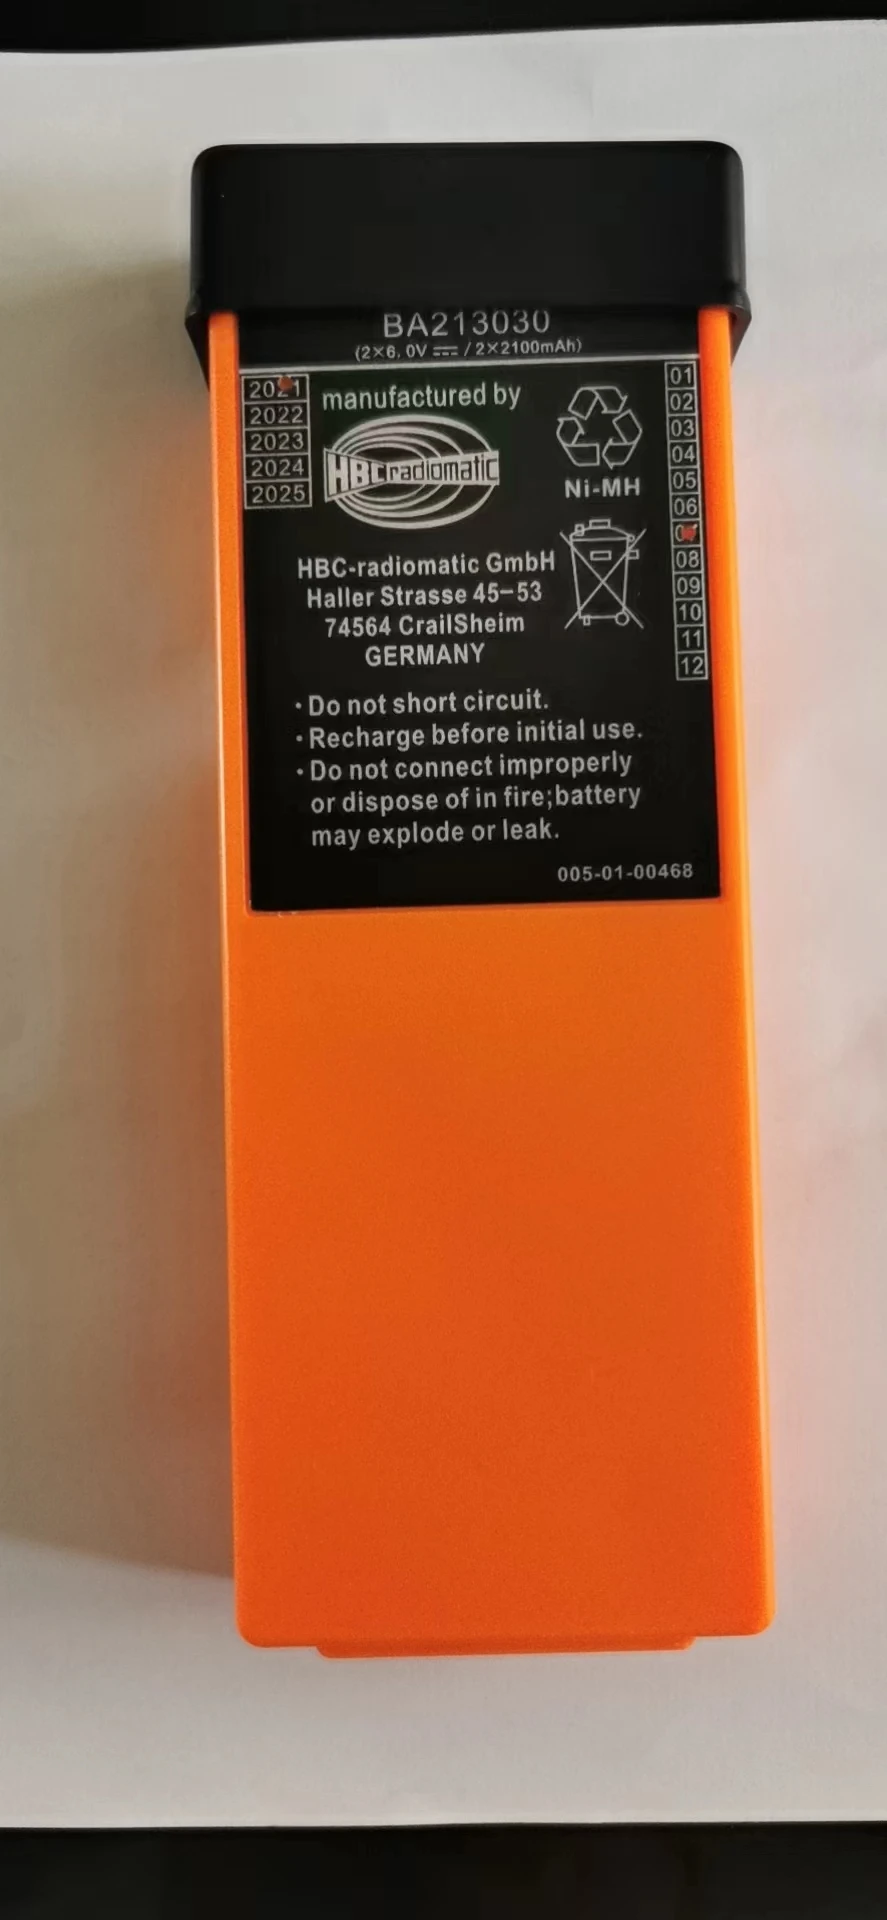 BA213030
(2×6.0V ⎓ / 2×2100mAh)
2021
2022
2023
2024
2025
manufactured by
HBC radiomatic
Ni-MH
01
02
03
04
05
06
08
09
10
11
12
HBC-radiomatic GmbH
Haller Strasse 45-53
74564 CrailSheim
GERMANY
· Do not short circuit.
· Recharge before initial use.
· Do not connect improperly
or dispose of in fire;battery
may explode or leak.
005-01-00468